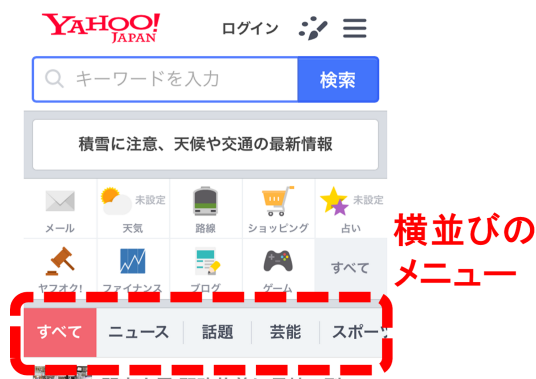 YAHOO!
JAPAN
ログイン
キーワードを入力
検索
積雪に注意、天候や交通の最新情報
未設定
未設定
メール
天気
路線
ショッピング
占い
横並びの
メニュー
すべて
ヤフオク!
ファイナンス
ブログ
ゲーム
すべて
ニュース
話題
芸能
スポーツ